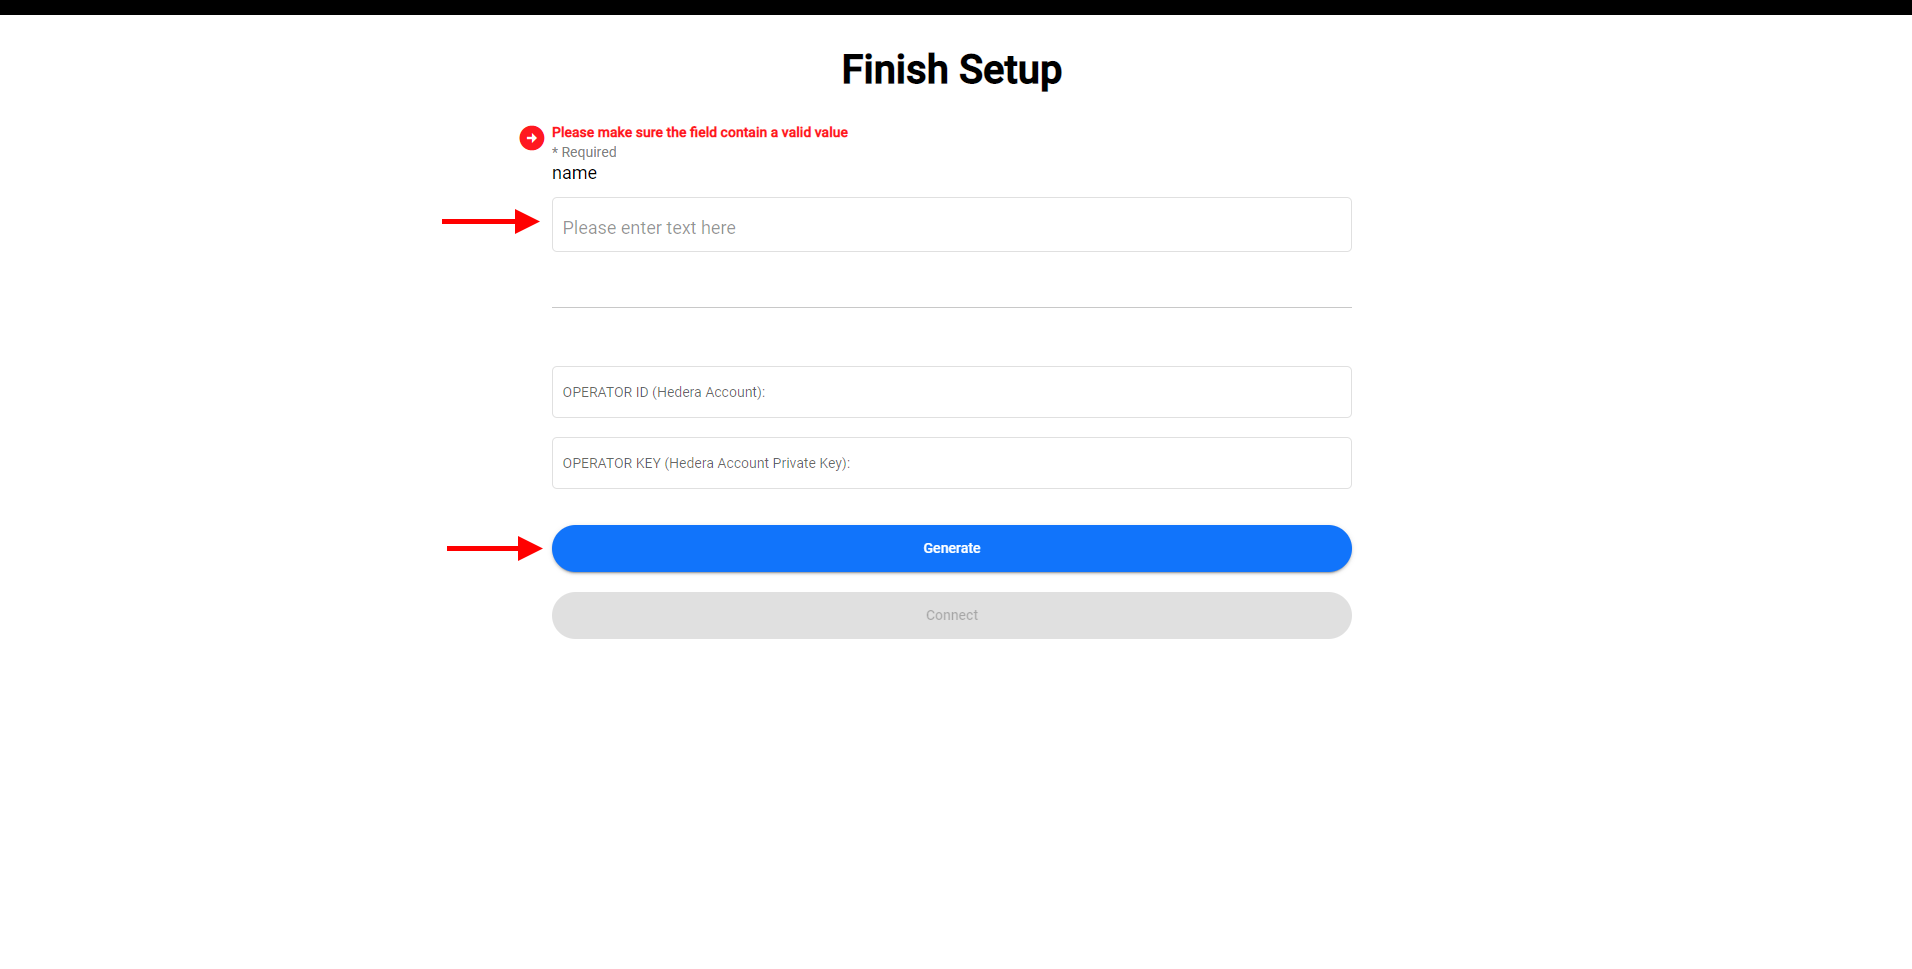 Finish Setup
Please make sure the field contain a valid value
* Required
name
Please enter text here
OPERATOR ID (Hedera Account):
OPERATOR KEY (Hedera Account Private Key):
Generate
Connect